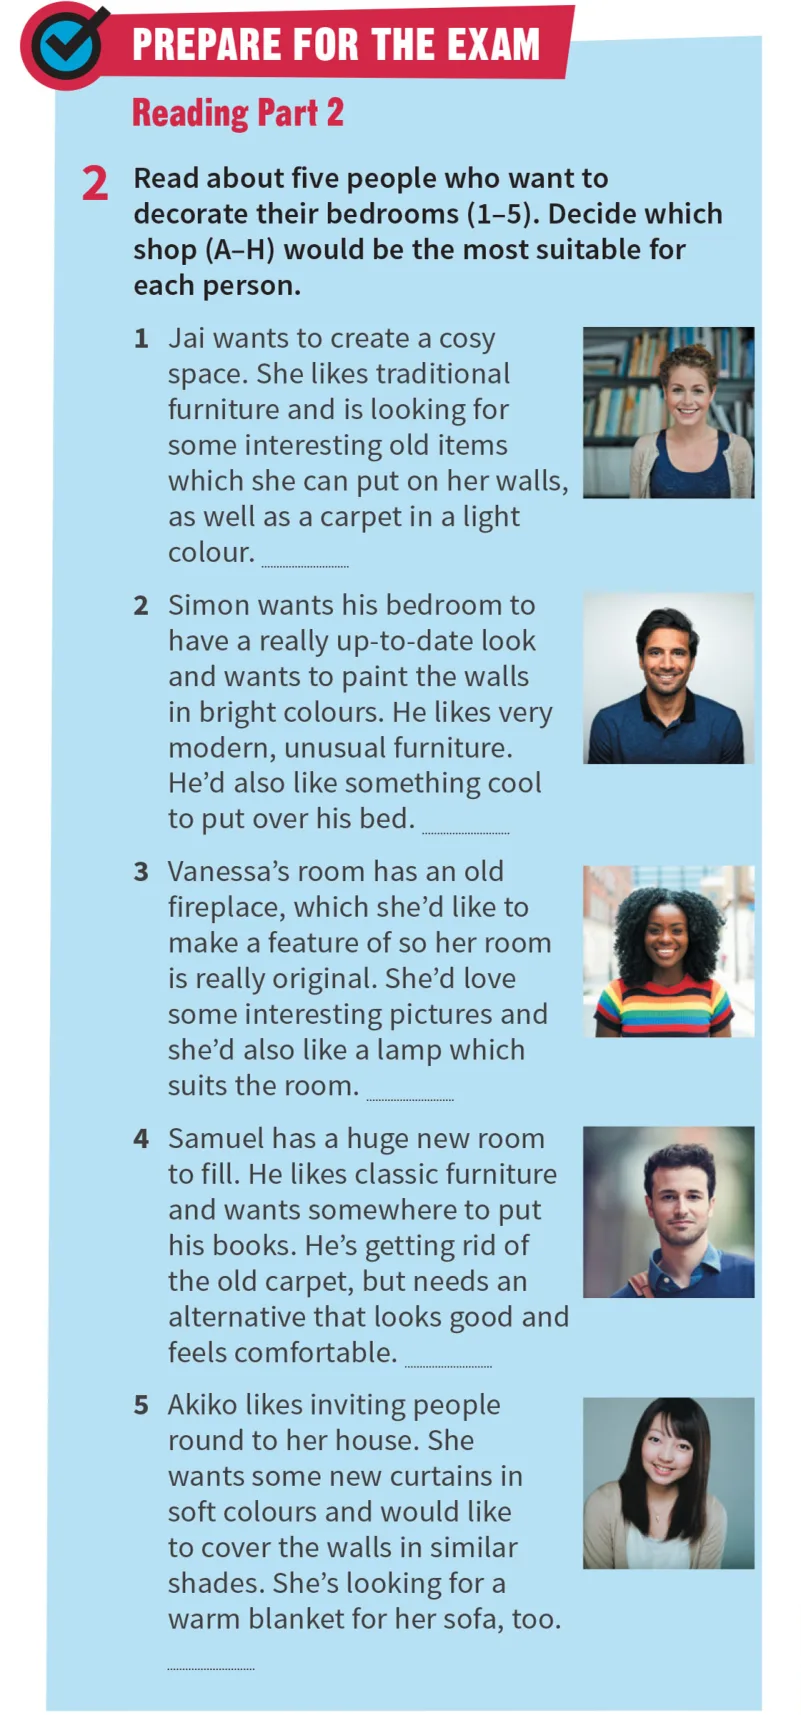 PREPARE FOR THE EXAM
Reading Part 2
2 Read about five people who want to
decorate their bedrooms (1–5). Decide which
shop (A–H) would be the most suitable for
each person.
1 Jai wants to create a cosy
space. She likes traditional
furniture and is looking for
some interesting old items
which she can put on her walls,
as well as a carpet in a light
colour.
2 Simon wants his bedroom to
have a really up-to-date look
and wants to paint the walls
in bright colours. He likes very
modern, unusual furniture.
He’d also like something cool
to put over his bed.
3 Vanessa’s room has an old
fireplace, which she’d like to
make a feature of so her room
is really original. She’d love
some interesting pictures and
she’d also like a lamp which
suits the room.
4 Samuel has a huge new room
to fill. He likes classic furniture
and wants somewhere to put
his books. He’s getting rid of
the old carpet, but needs an
alternative that looks good and
feels comfortable.
5 Akiko likes inviting people
round to her house. She
wants some new curtains in
soft colours and would like
to cover the walls in similar
shades. She’s looking for a
warm blanket for her sofa, too.